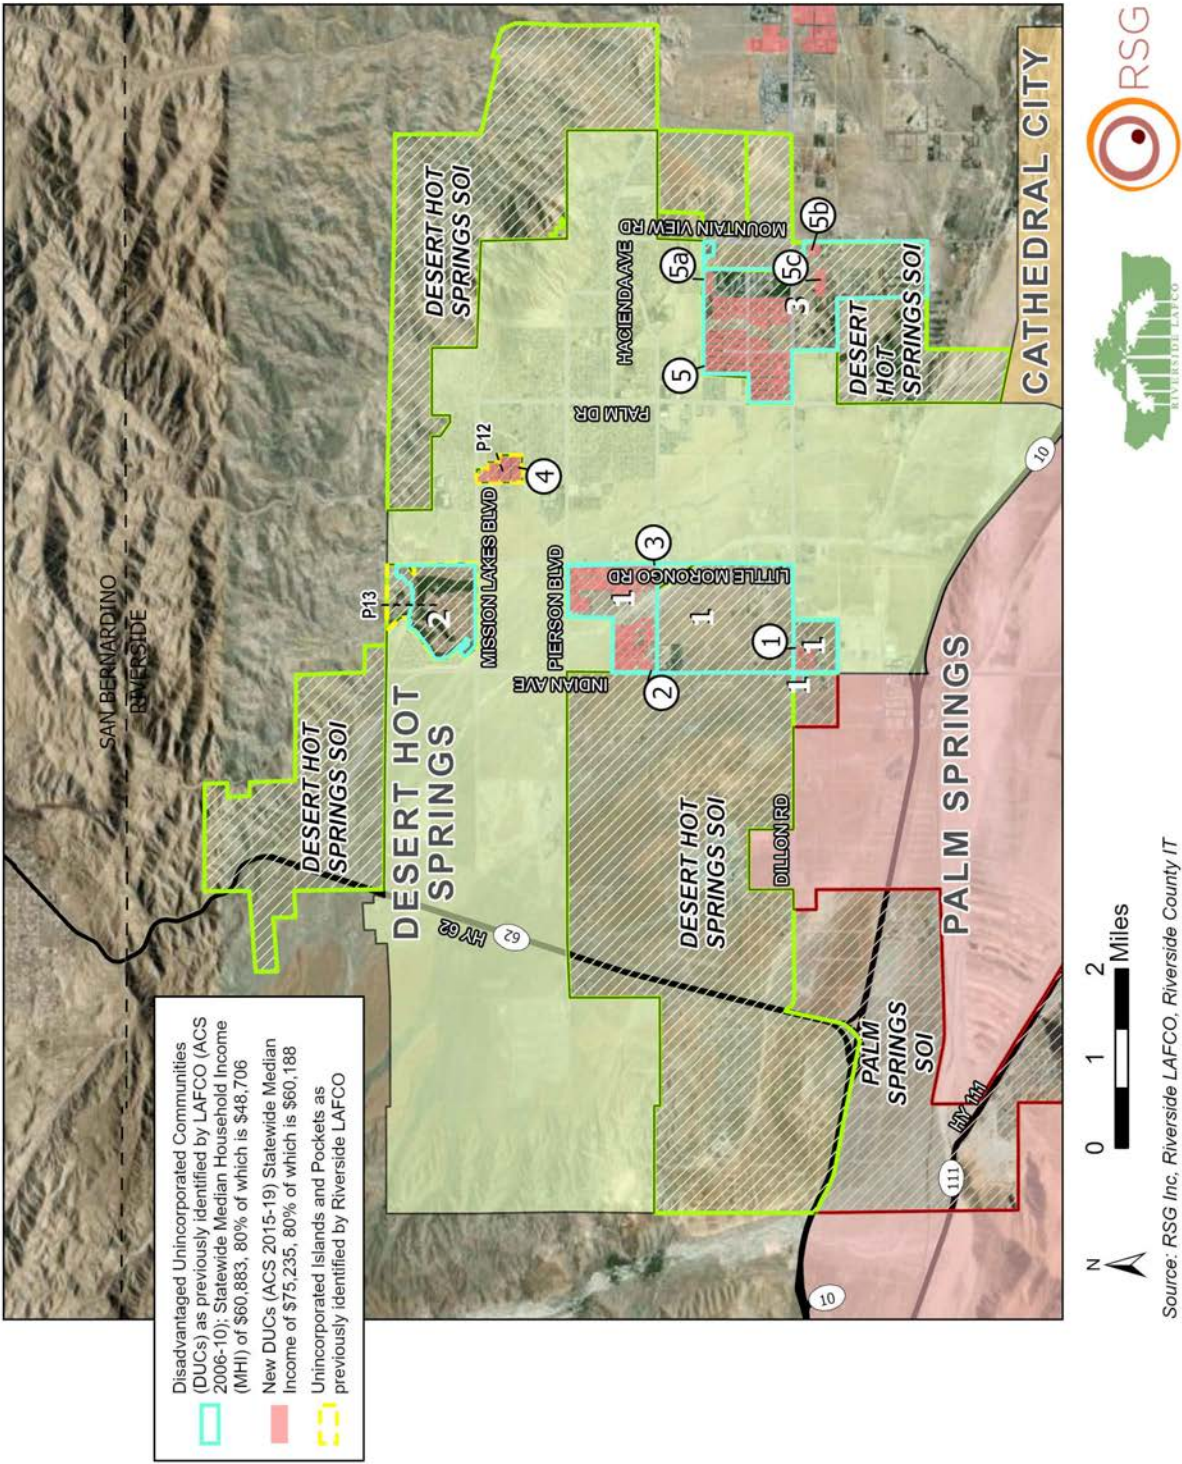 Disadvantaged Unincorporated Communities
(DUCs) as previously identified by LAFCO (ACS
2006-10); Statewide Median Household Income
(MHI) of $60,883, 80% of which is $48,706
New DUCs (ACS 2015-19) Statewide Median
Income of $75,235, 80% of which is $60,188
Unincorporated Islands and Pockets as
previously identified by Riverside LAFCO
SAN BERNARDINO
RIVERSIDE
DESERT HOT
SPRINGS SOI
P13
2
DESERT HOT
SPRINGS SOI
DESERT HOT
SPRINGS
HY 62
62
MISSION LAKES BLVD
P12
4
PIERSON BLVD
INDIAN AVE
PALM DR
HACIENDA AVE
MOUNTAIN VIEW RD
LITTLE MORONGO RD
1
1
1
1
1
2
3
5
5a
5c
5b
3
DESERT HOT
SPRINGS SOI
DESERT
HOT
SPRINGS SOI
DILLON RD
PALM
SPRINGS
SOI
PALM SPRINGS
CATHEDRAL CITY
HY 111
111
10
10
N
0 1 2
Miles
RIVERSIDE LAFCO
RSG
Source: RSG Inc, Riverside LAFCO, Riverside County IT